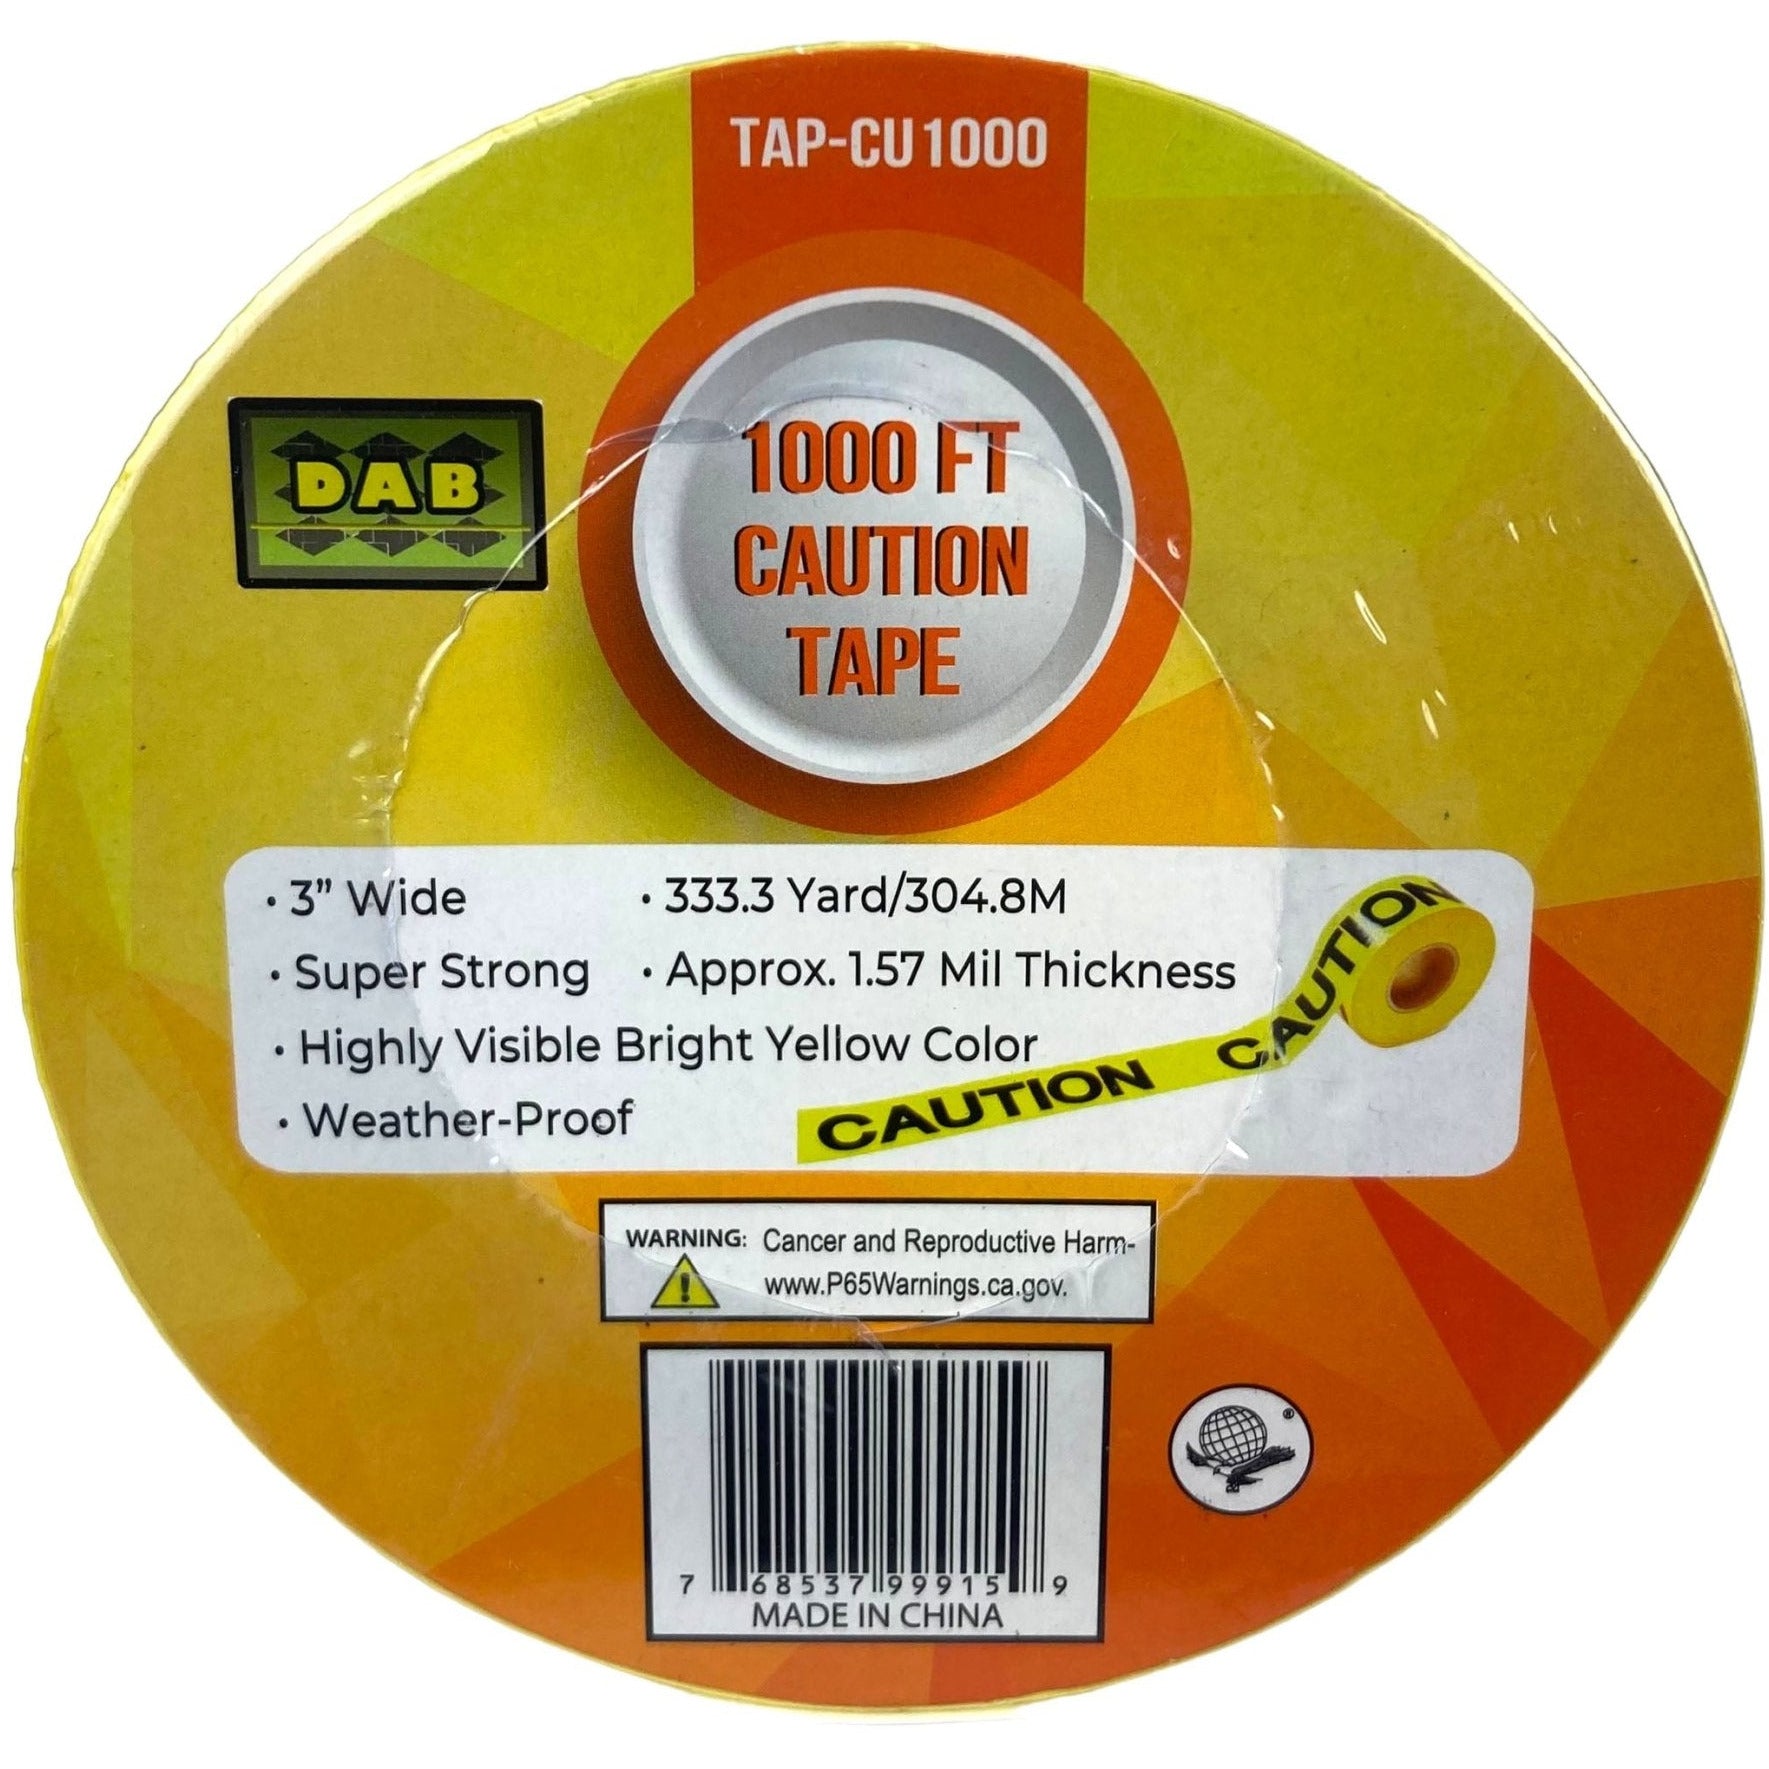 TAP-CU1000
DAB
1000 FT
CAUTION
TAPE
• 3” Wide
• 333.3 Yard/304.8M
• Super Strong
• Approx. 1.57 Mil Thickness
• Highly Visible Bright Yellow Color
• Weather-Proof
CAUTION CAUTION
WARNING: Cancer and Reproductive Harm-
www.P65Warnings.ca.gov.
®
7 68537 99915 9
MADE IN CHINA